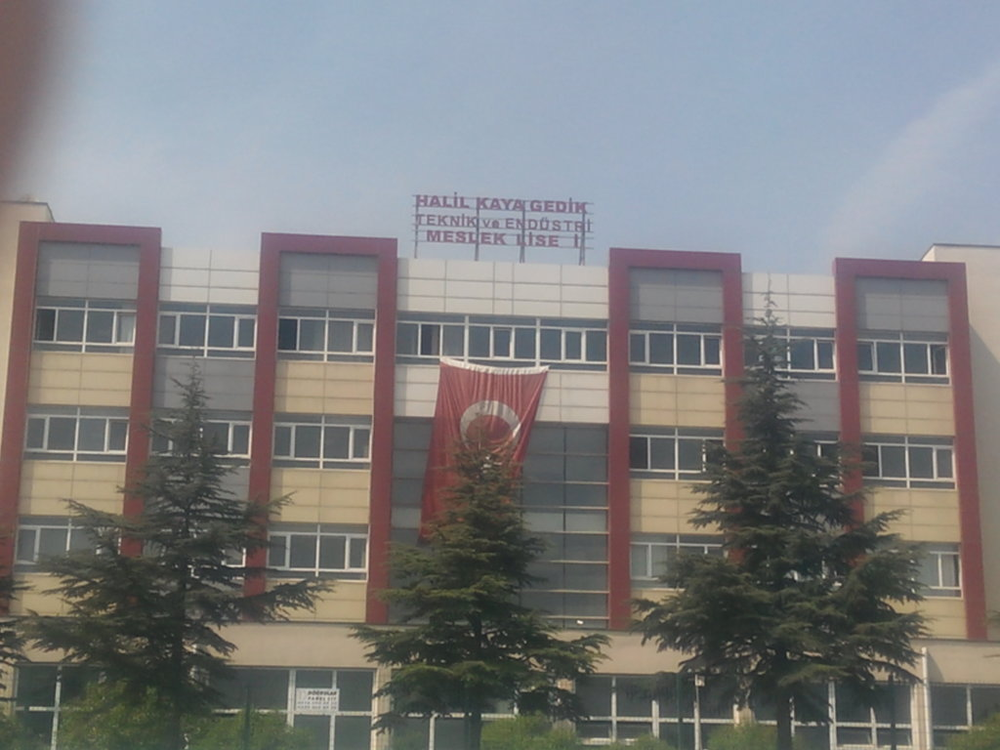 HALİL KAYA GEDİK
TEKNİK ve ENDÜSTRİ
MESLEK LİSE İ